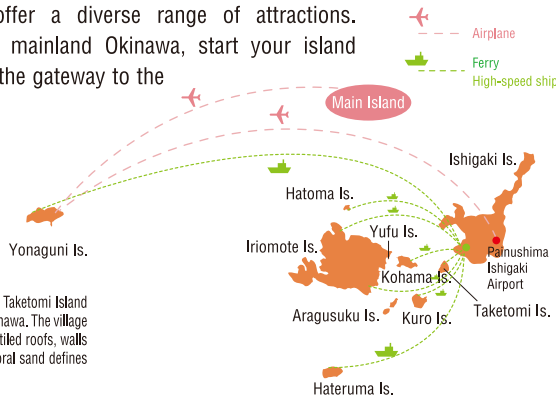 offer a diverse range of attractions.
mainland Okinawa, start your island
the gateway to the
Airplane
Ferry
High-speed ship
Main Island
Ishigaki Is.
Hatoma Is.
Yufu Is.
Iriomote Is.
Yonaguni Is.
Painushima
Ishigaki
Airport
Kohama Is.
Taketomi Is.
Aragusuku Is.
Kuro Is.
Hateruma Is.
Taketomi Island
nawa. The village
tiled roofs, walls
oral sand defines